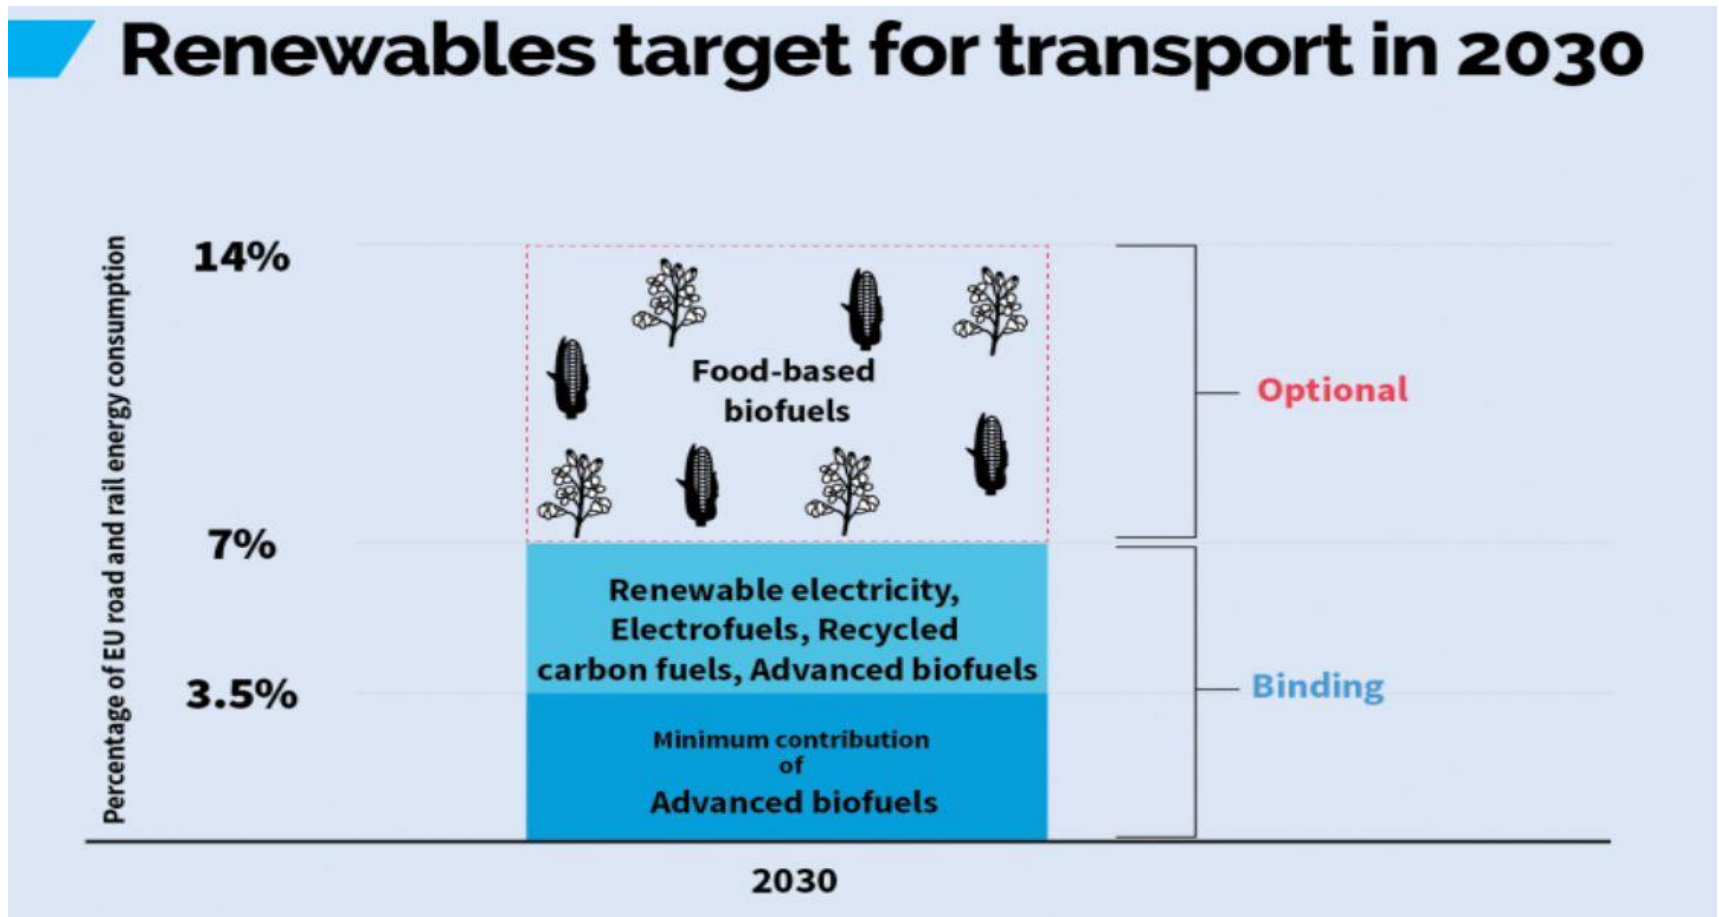 Renewables target for transport in 2030
Percentage of EU road and rail energy consumption
14%
Food-based
biofuels
Optional
7%
Renewable electricity,
Electrofuels, Recycled
carbon fuels, Advanced biofuels
3.5%
Binding
Minimum contribution
of
Advanced biofuels
2030